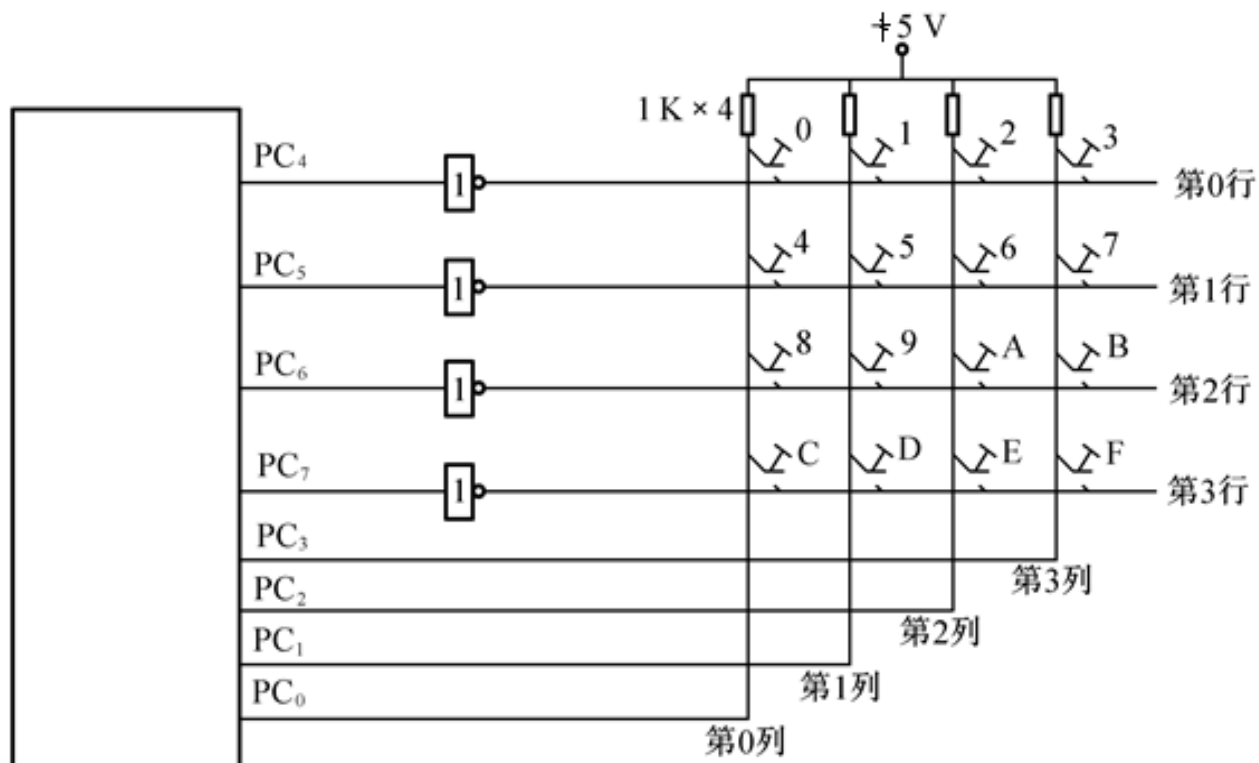 +5 V
1 K × 4
0 1 2 3
PC₄ 1 第0行
4 5 6 7
PC₅ 1 第1行
8 9 A B
PC₆ 1 第2行
C D E F
PC₇ 1 第3行
PC₃
第3列
PC₂
第2列
PC₁
第1列
PC₀
第0列